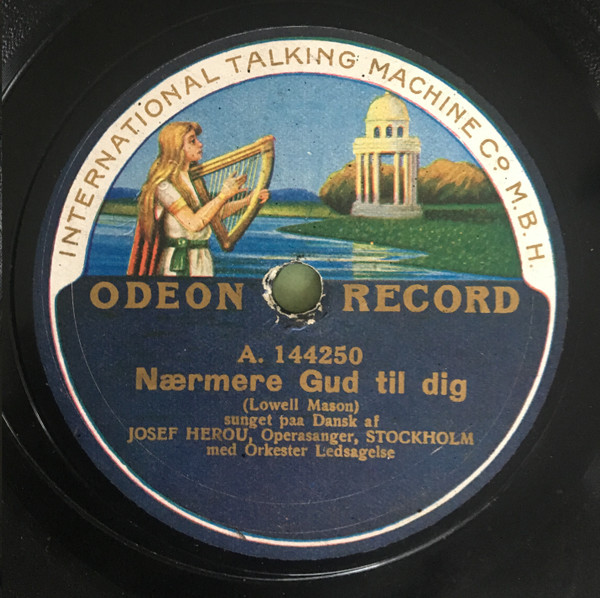 INTERNATIONAL TALKING MACHINE Co. M.B.H.
ODEON RECORD
A. 144250
Nærmere Gud til dig
(Lowell Mason)
sunget paa Dansk af
JOSEF HEROU, Operasanger, STOCKHOLM
med Orkester Ledsagelse